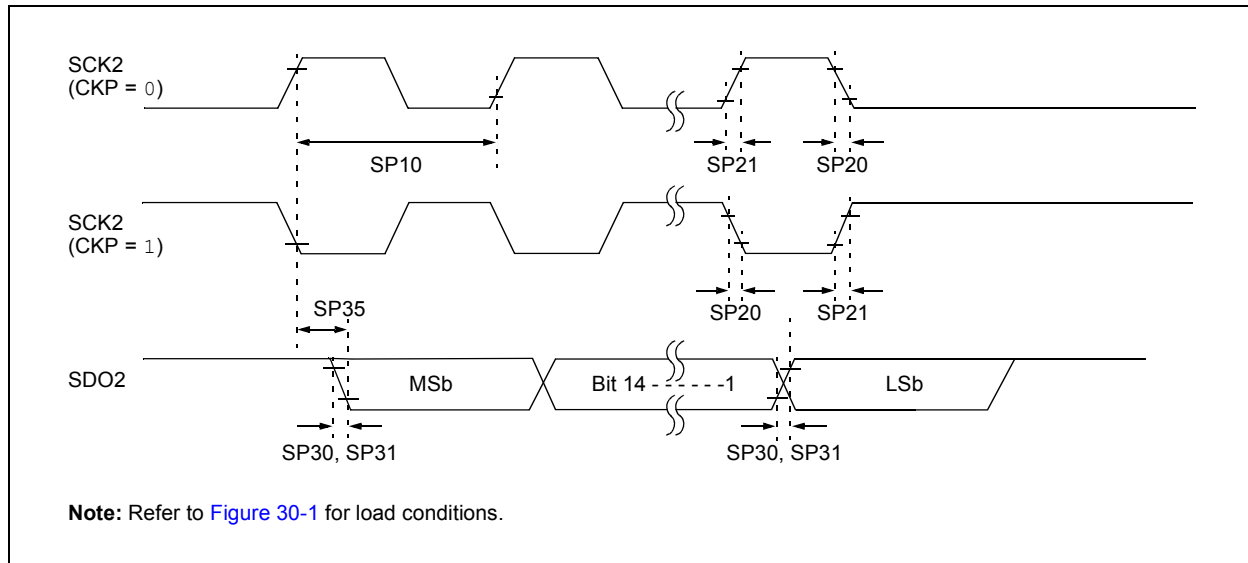 SCK2
(CKP = 0)
SP10
SP21
SP20
SCK2
(CKP = 1)
SP35
SP20
SP21
SDO2
MSb
Bit 14 - - - - - -1
LSb
SP30, SP31
SP30, SP31
Note: Refer to Figure 30-1 for load conditions.